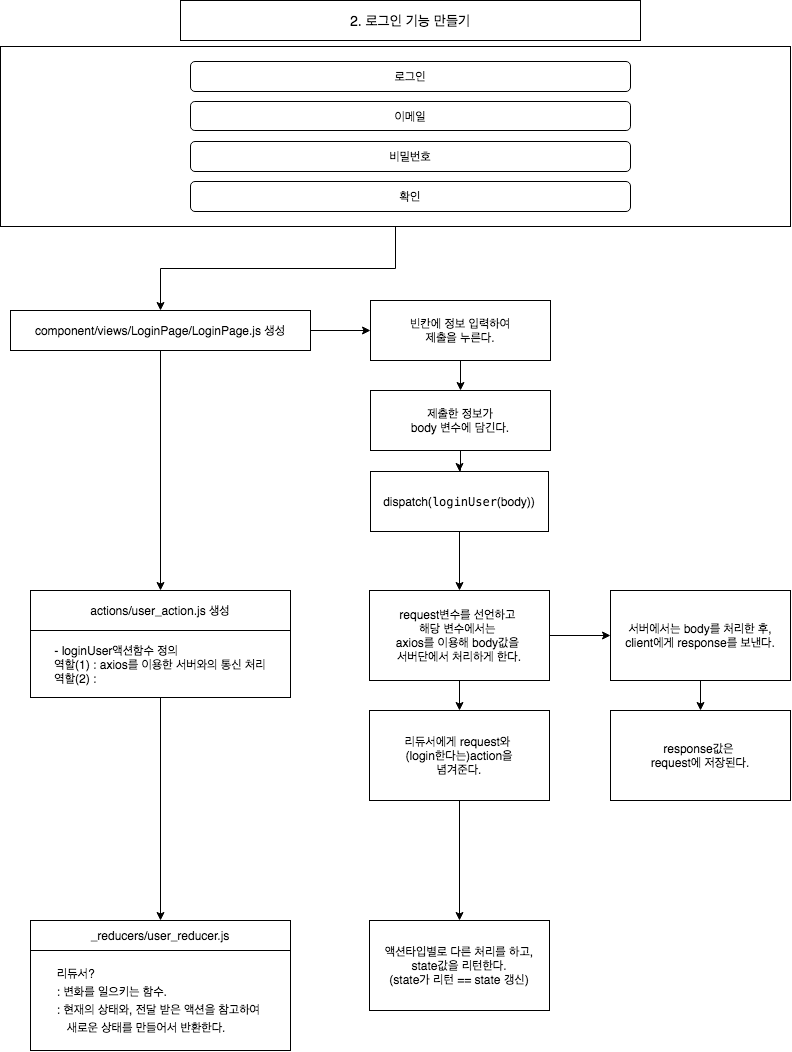 2. 로그인 기능 만들기
로그인
이메일
비밀번호
확인
component/views/LoginPage/LoginPage.js 생성
빈칸에 정보 입력하여
제출을 누른다.
제출한 정보가
body 변수에 담긴다.
dispatch(loginUser(body))
actions/user_action.js 생성
- loginUser액션함수 정의
역할(1) : axios를 이용한 서버와의 통신 처리
역할(2) :
request변수를 선언하고
해당 변수에서는
axios를 이용해 body값을
서버단에서 처리하게 한다.
서버에서는 body를 처리한 후,
client에게 response를 보낸다.
리듀서에게 request와
(login한다는)action을
넘겨준다.
response값은
request에 저장된다.
_reducers/user_reducer.js
리듀서?
: 변화를 일으키는 함수.
: 현재의 상태와, 전달 받은 액션을 참고하여
새로운 상태를 만들어서 반환한다.
액션타입별로 다른 처리를 하고,
state값을 리턴한다.
(state가 리턴 == state 갱신)